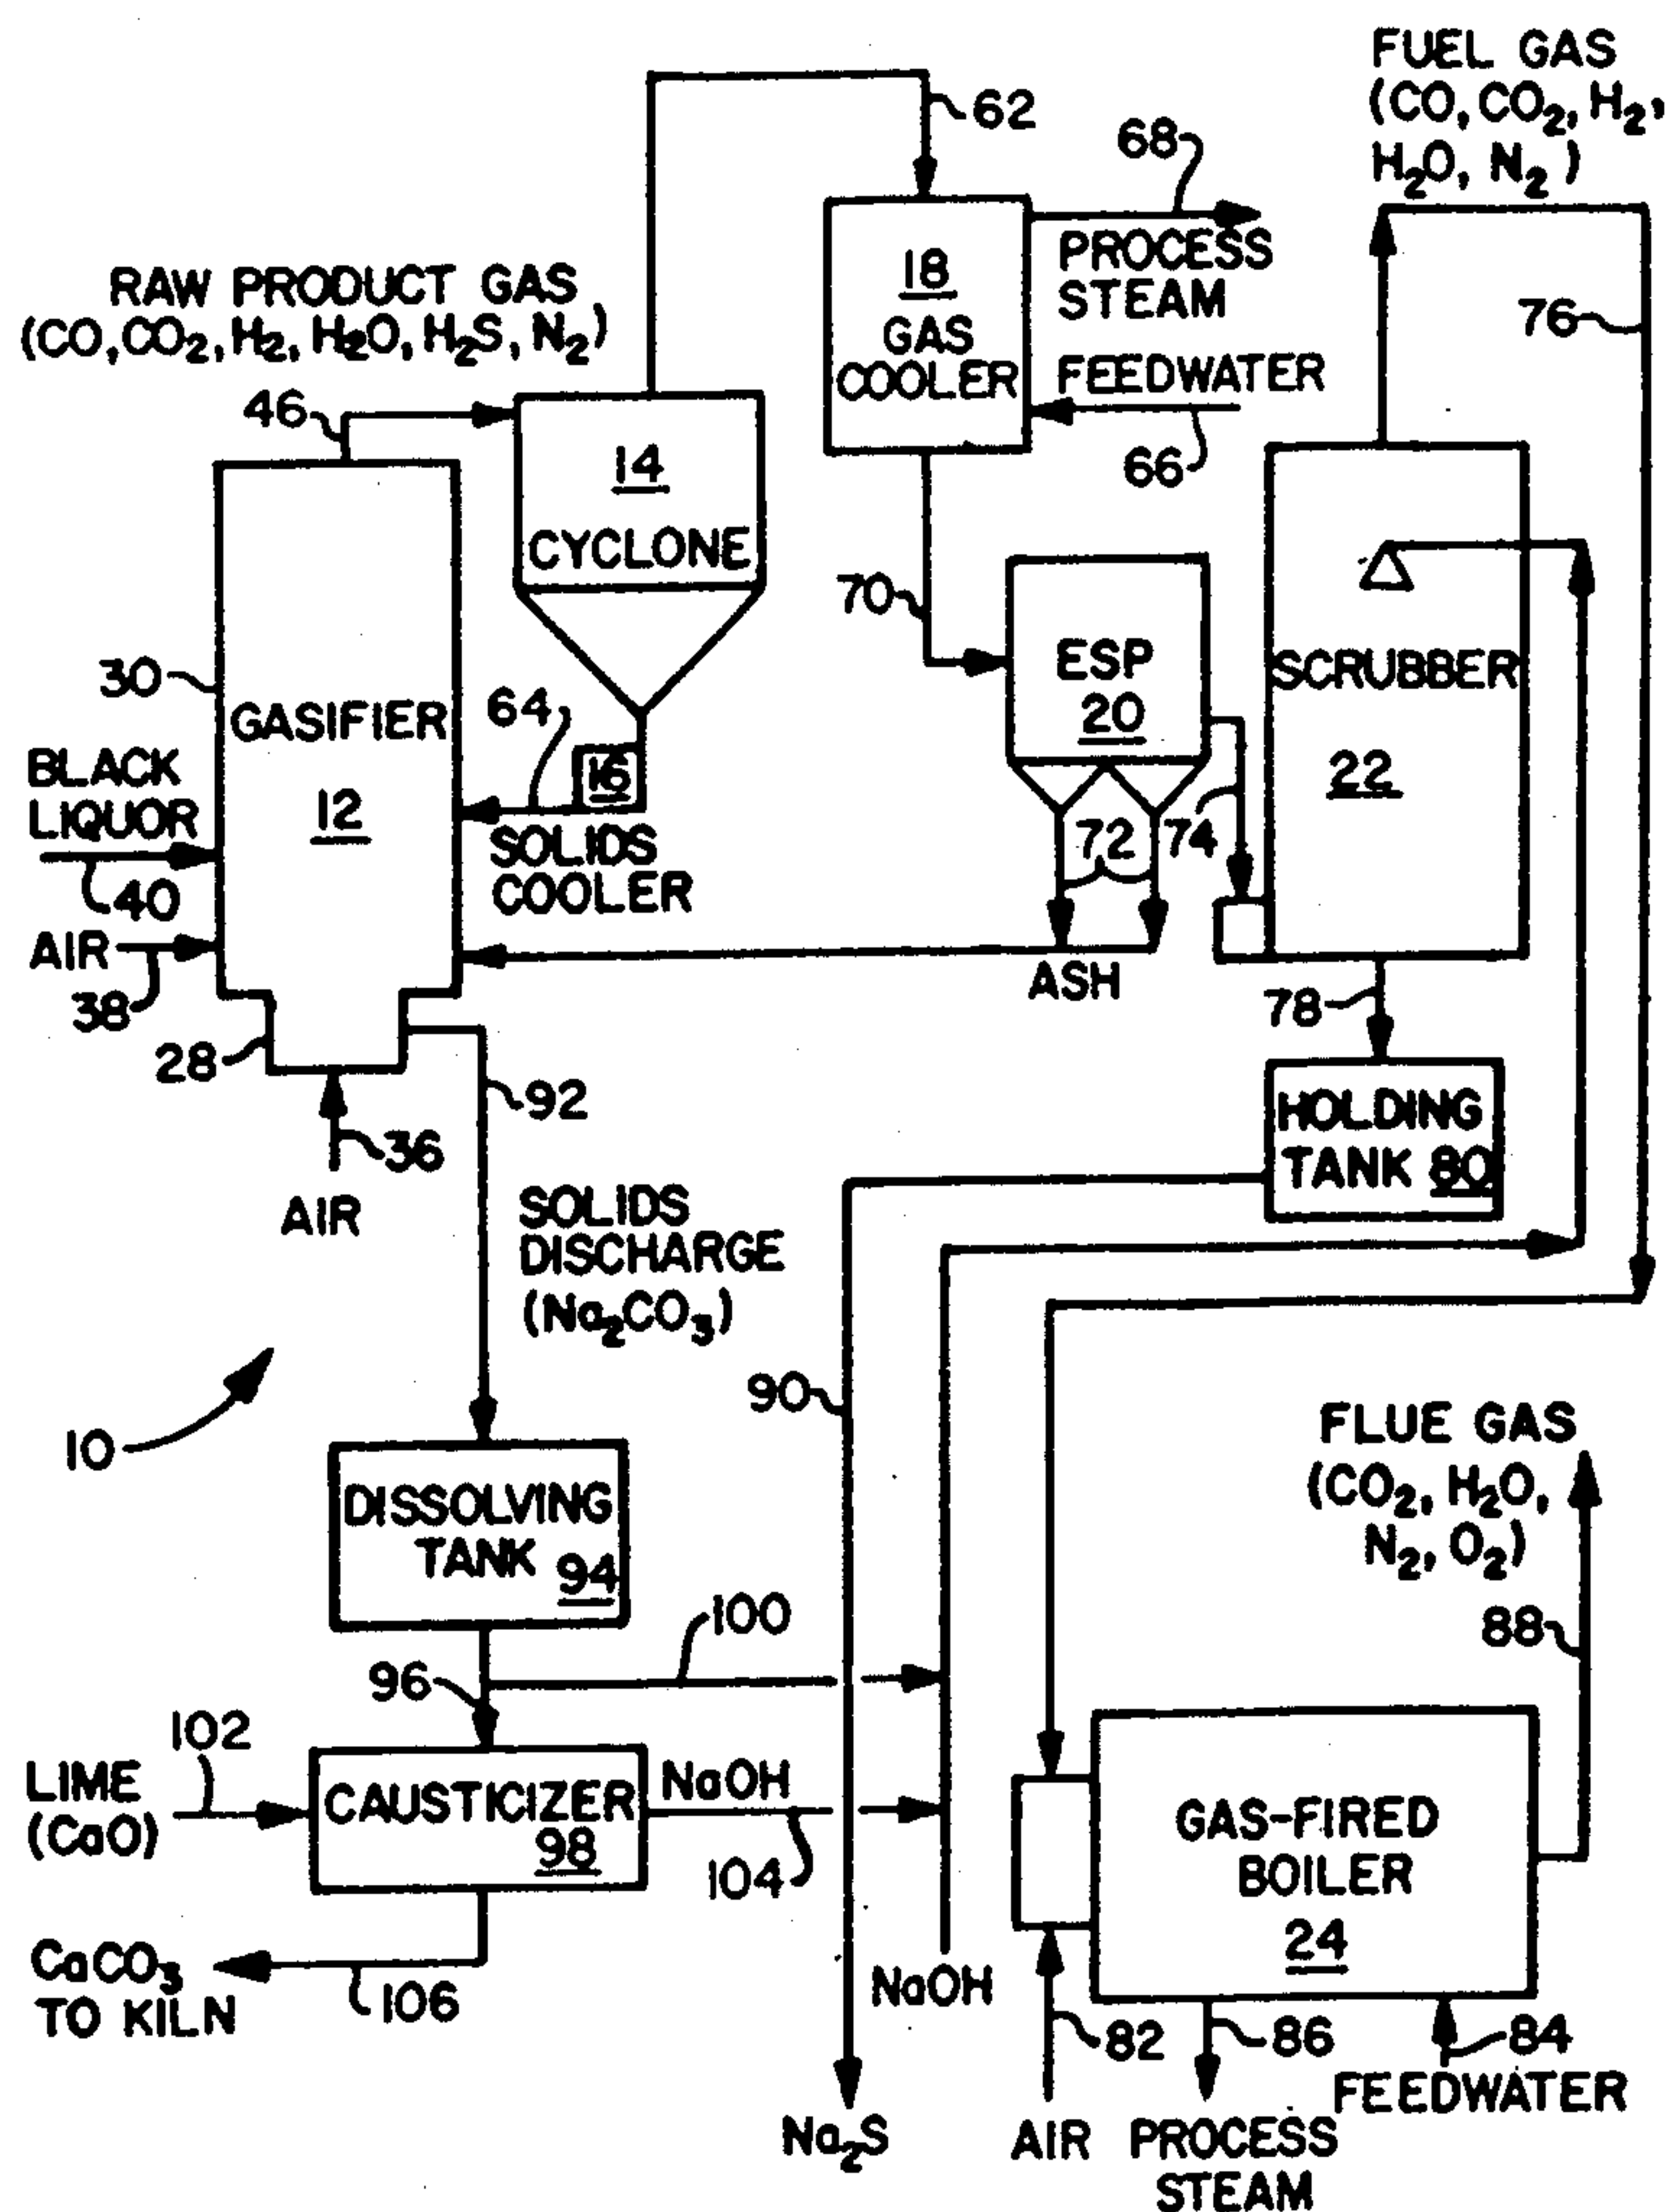 FUEL GAS
(CO, CO₂, H₂,
H₂O, N₂)
62
68
PROCESS
STEAM
18
GAS
COOLER
FEEDWATER
66
76
RAW PRODUCT GAS
(CO, CO₂, H₂, H₂O, H₂S, N₂)
46
14
CYCLONE
70
ESP
20
SCRUBBER
22
30
GASIFIER
12
64
16
SOLIDS
COOLER
BLACK
LIQUOR
40
AIR
38
28
36
AIR
72
74
ASH
78
HOLDING
TANK 80
92
SOLIDS
DISCHARGE
(Na₂CO₃)
10
90
FLUE GAS
(CO₂, H₂O,
N₂, O₂)
88
DISSOLVING
TANK 94
96
100
102
LIME
(CaO)
CAUSTICIZER
98
NaOH
104
CaCO₃
TO KILN
106
NaOH
Na₂S
GAS-FIRED
BOILER
24
82
86
84
FEEDWATER
AIR
PROCESS
STEAM